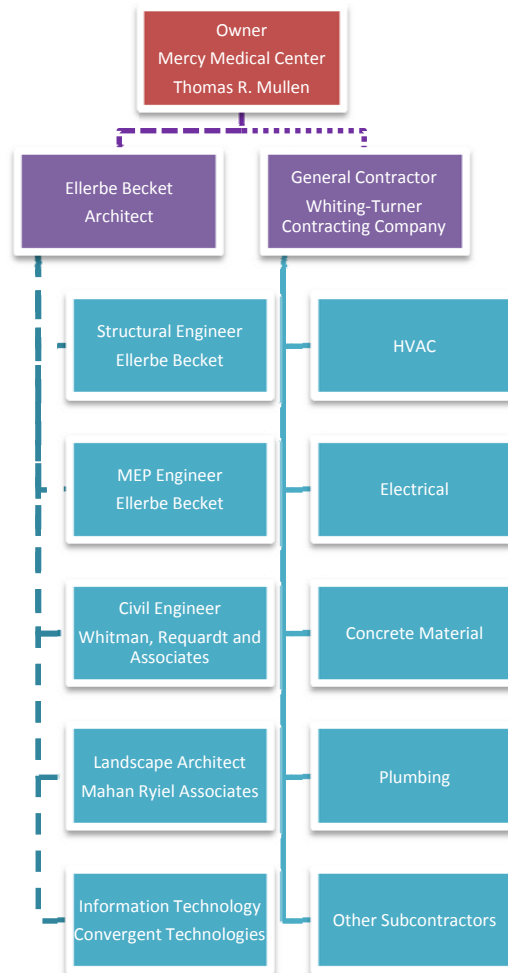 Owner
Mercy Medical Center
Thomas R. Mullen
Ellerbe Becket
Architect
General Contractor
Whiting-Turner
Contracting Company
Structural Engineer
Ellerbe Becket
HVAC
MEP Engineer
Ellerbe Becket
Electrical
Civil Engineer
Whitman, Requardt and
Associates
Concrete Material
Landscape Architect
Mahan Ryiel Associates
Plumbing
Information Technology
Convergent Technologies
Other Subcontractors